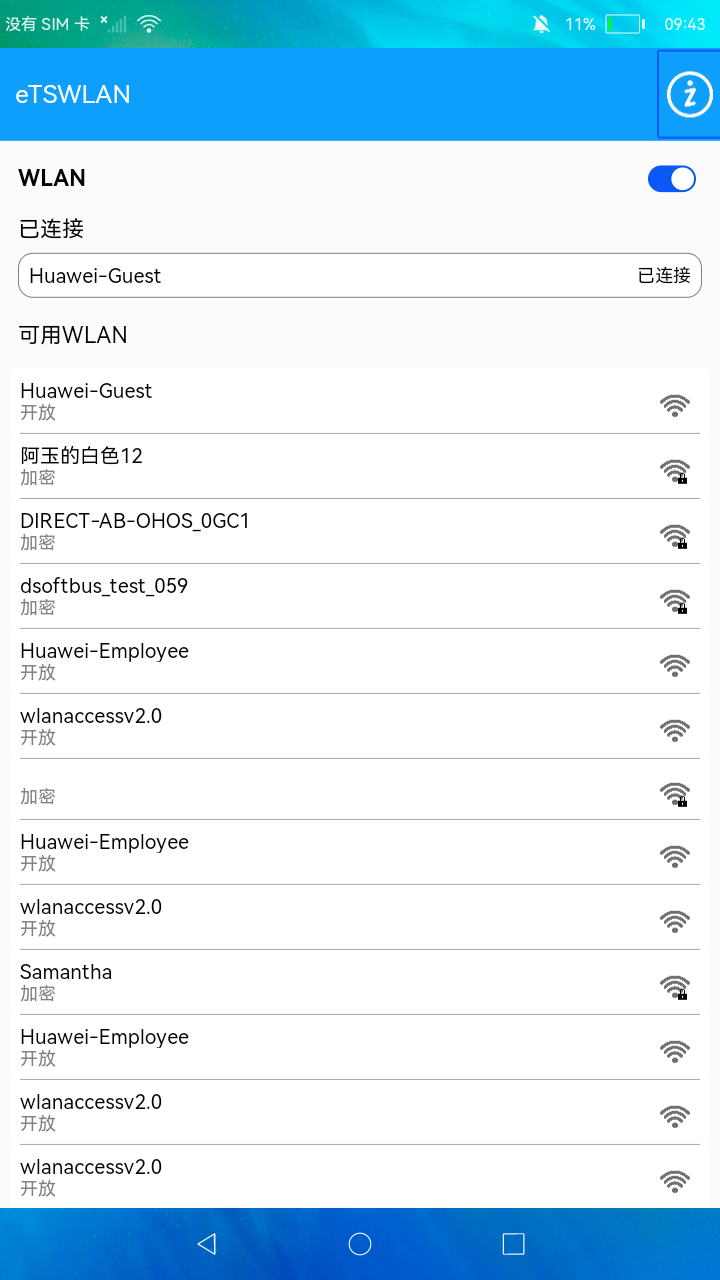 没有 SIM 卡
11%
09:43
eTSWLAN
WLAN
已连接
Huawei-Guest 已连接
可用WLAN
Huawei-Guest
开放
阿玉的白色12
加密
DIRECT-AB-OHOS_0GC1
加密
dsoftbus_test_059
加密
Huawei-Employee
开放
wlanaccessv2.0
开放
加密
Huawei-Employee
开放
wlanaccessv2.0
开放
Samantha
加密
Huawei-Employee
开放
wlanaccessv2.0
开放
wlanaccessv2.0
开放